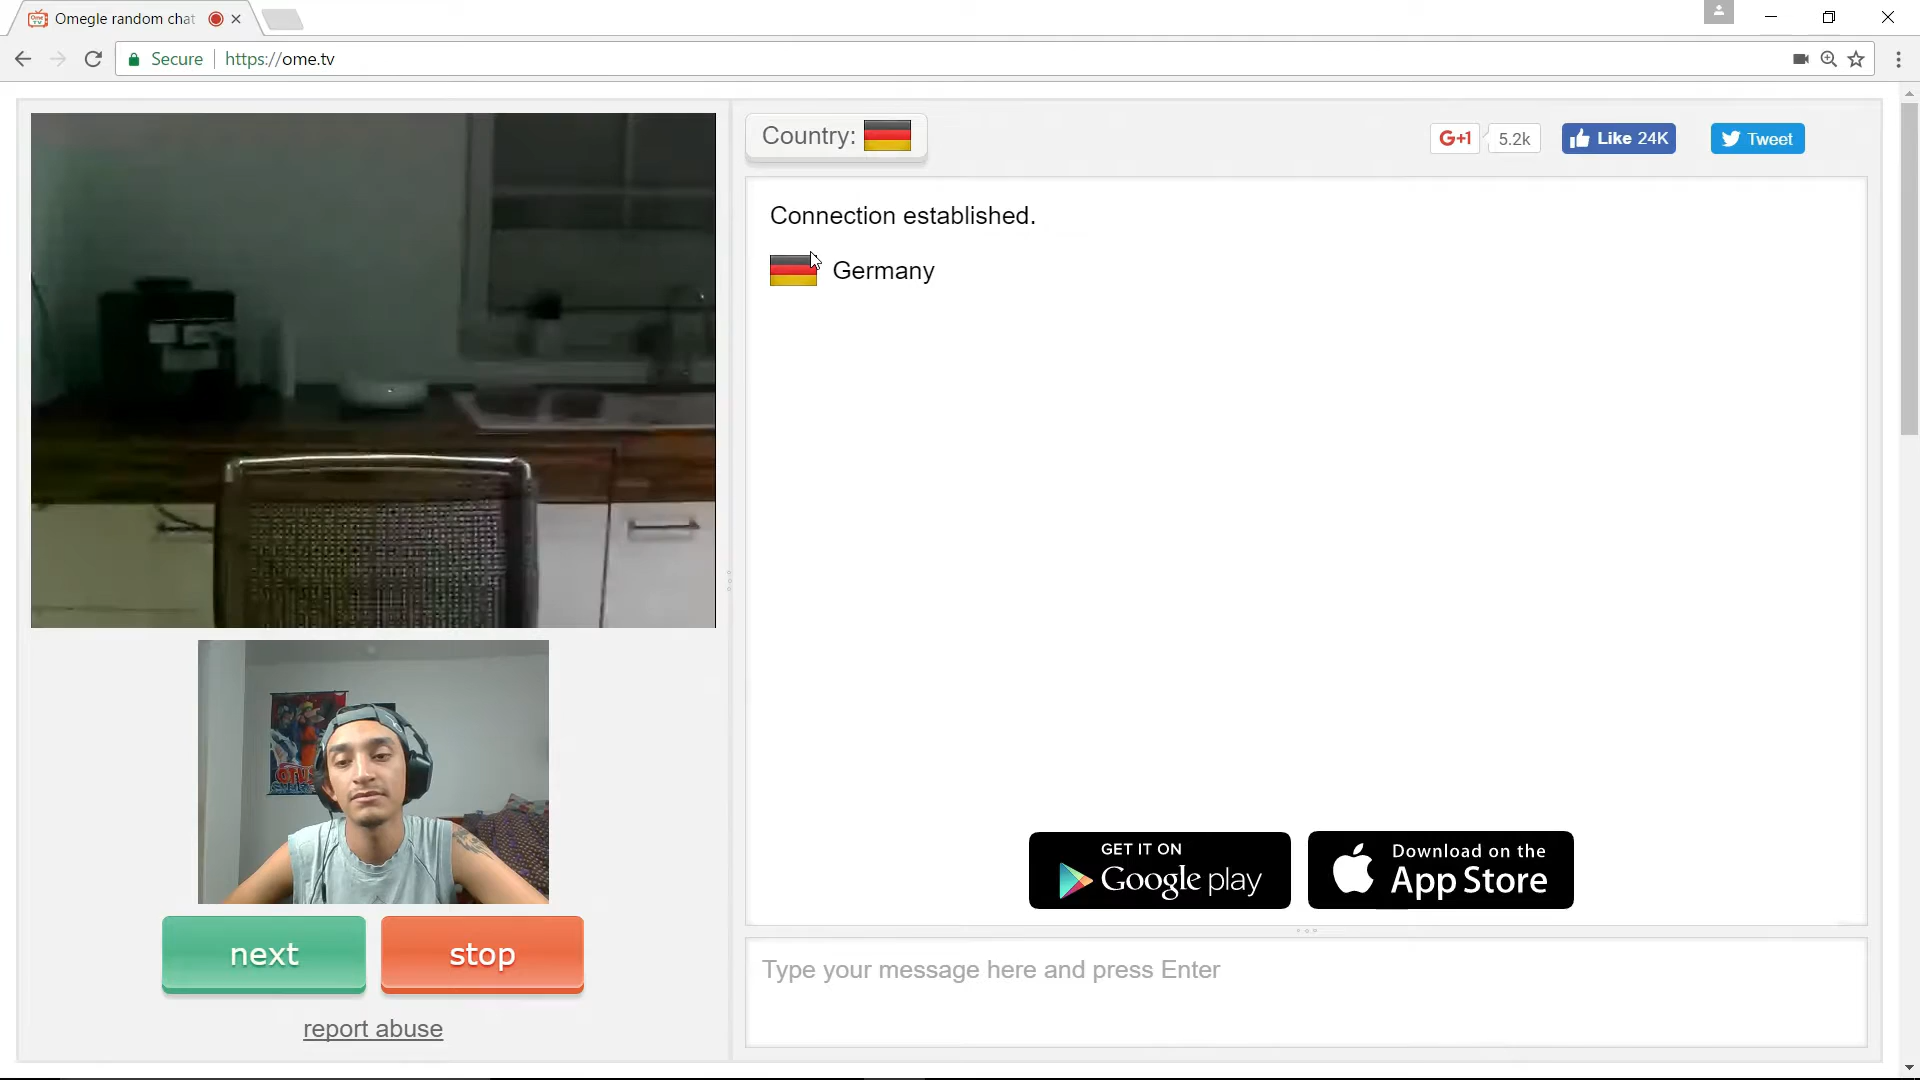 Omegle random chat
Secure
https://ome.tv
Country:
G+1
5.2k
Like 24K
Tweet
Connection established.
Germany
GET IT ON
Google play
Download on the
App Store
next
stop
report abuse
Type your message here and press Enter